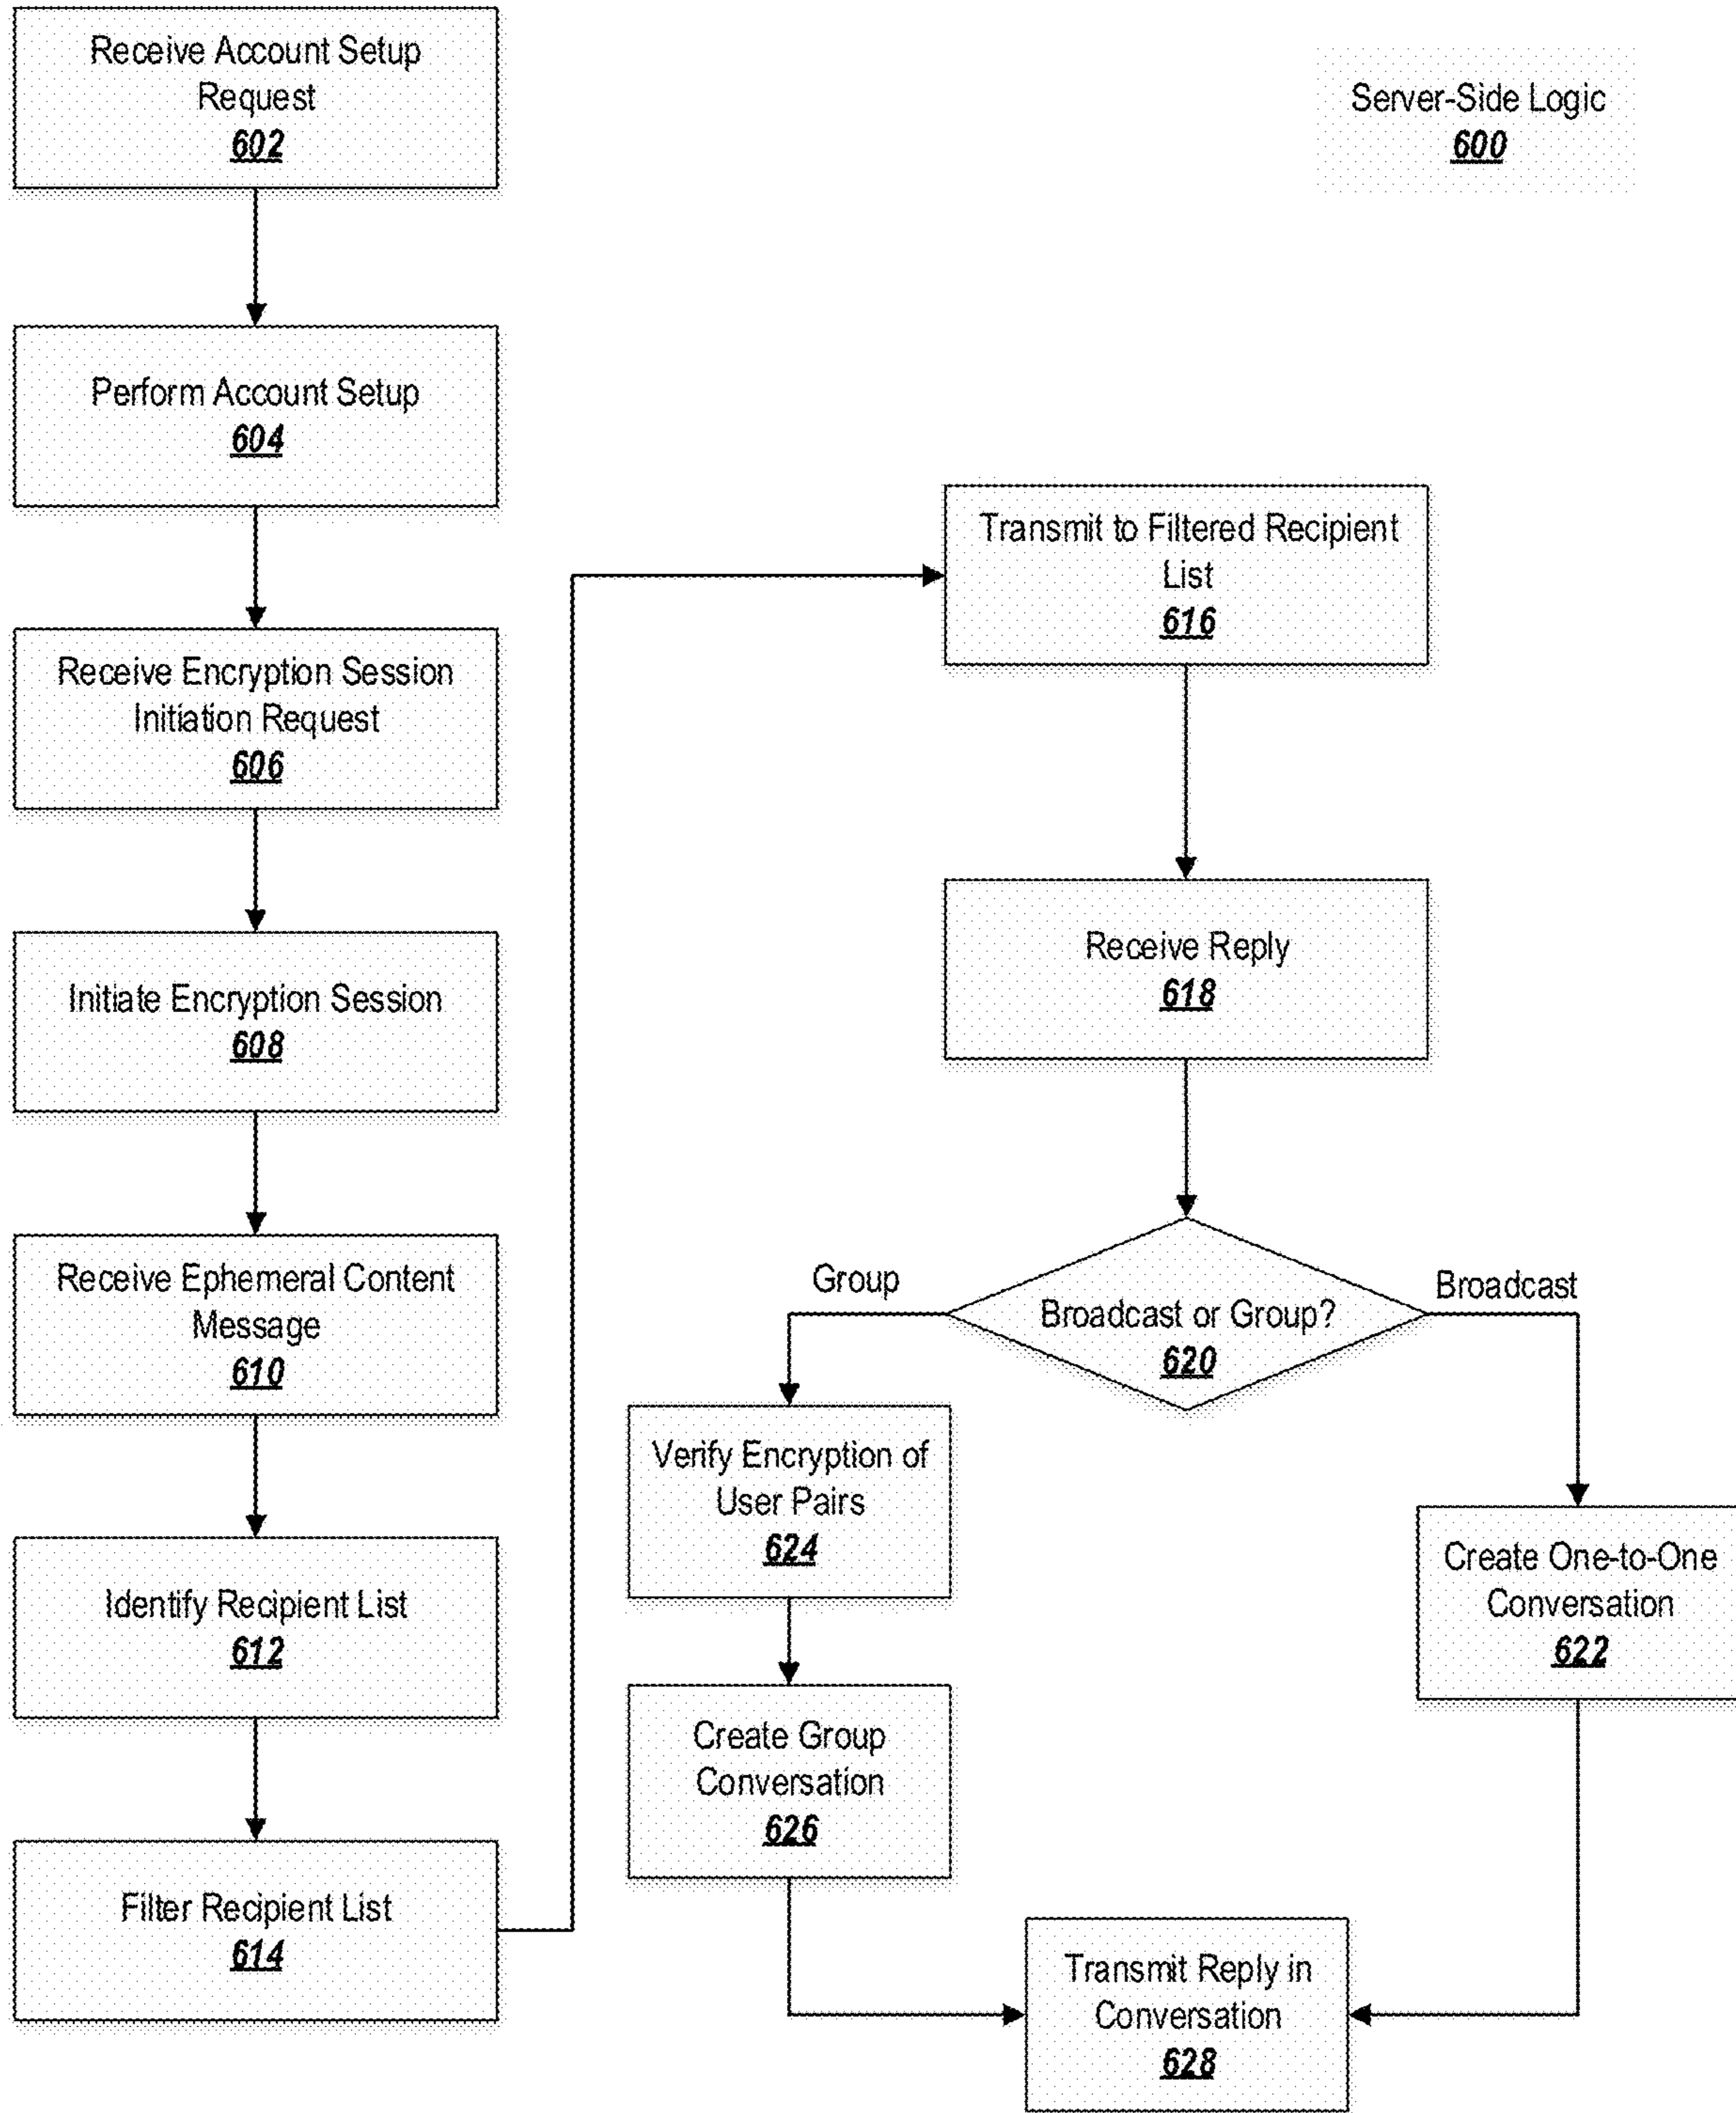 Receive Account Setup
Request
602
Server-Side Logic
600
Perform Account Setup
604
Receive Encryption Session
Initiation Request
606
Initiate Encryption Session
608
Receive Ephemeral Content
Message
610
Identify Recipient List
612
Filter Recipient List
614
Transmit to Filtered Recipient
List
616
Receive Reply
618
Broadcast or Group?
620
Group
Broadcast
Verify Encryption of
User Pairs
624
Create Group
Conversation
626
Create One-to-One
Conversation
622
Transmit Reply in
Conversation
628